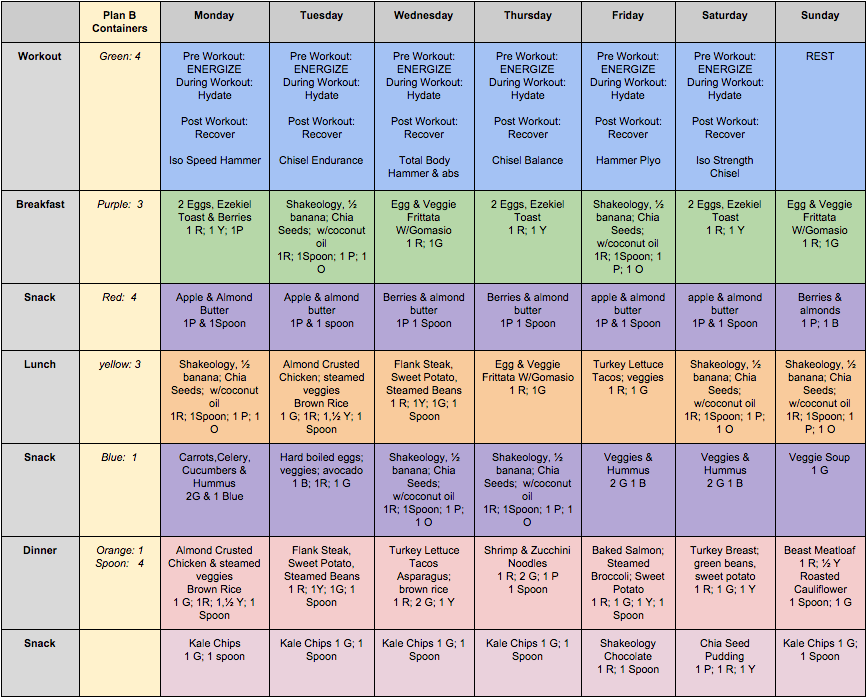 Plan B
Containers
Monday
Tuesday
Wednesday
Thursday
Friday
Saturday
Sunday
Workout
Green: 4
Pre Workout:
ENERGIZE
During Workout:
Hydate
Post Workout:
Recover
Iso Speed Hammer
Pre Workout:
ENERGIZE
During Workout:
Hydate
Post Workout:
Recover
Chisel Endurance
Pre Workout:
ENERGIZE
During Workout:
Hydate
Post Workout:
Recover
Total Body
Hammer & abs
Pre Workout:
ENERGIZE
During Workout:
Hydate
Post Workout:
Recover
Chisel Balance
Pre Workout:
ENERGIZE
During Workout:
Hydate
Post Workout:
Recover
Hammer Plyo
Pre Workout:
ENERGIZE
During Workout:
Hydate
Post Workout:
Recover
Iso Strength
Chisel
REST
Breakfast
Purple: 3
2 Eggs, Ezekiel
Toast & Berries
1 R; 1 Y; 1P
Shakeology, ½
banana; Chia
Seeds; w/coconut
oil
1R; 1Spoon; 1 P; 1
O
Egg & Veggie
Frittata
W/Gomasio
1 R; 1G
2 Eggs, Ezekiel
Toast
1 R; 1 Y
Shakeology, ½
banana; Chia
Seeds;
w/coconut oil
1R; 1Spoon; 1
P; 1 O
2 Eggs, Ezekiel
Toast
1 R; 1 Y
Egg & Veggie
Frittata
W/Gomasio
1 R; 1G
Snack
Red: 4
Apple & Almond
Butter
1P & 1Spoon
Apple & almond
butter
1P & 1 spoon
Berries & almond
butter
1P 1 Spoon
Berries & almond
butter
1P 1 Spoon
apple & almond
butter
1P & 1 Spoon
apple & almond
butter
1P & 1 Spoon
Berries &
almonds
1 P; 1 B
Lunch
yellow: 3
Shakeology, ½
banana; Chia
Seeds; w/coconut
oil
1R; 1Spoon; 1 P; 1
O
Almond Crusted
Chicken; steamed
veggies
Brown Rice
1 G; 1R; 1,½ Y; 1
Spoon
Flank Steak,
Sweet Potato,
Steamed Beans
1 R; 1Y; 1G; 1
Spoon
Egg & Veggie
Frittata W/Gomasio
1 R; 1G
Turkey Lettuce
Tacos; veggies
1 R; 1 G
Shakeology, ½
banana; Chia
Seeds;
w/coconut oil
1R; 1Spoon; 1 P;
1 O
Shakeology, ½
banana; Chia
Seeds;
w/coconut oil
1R; 1Spoon; 1
P; 1 O
Snack
Blue: 1
Carrots,Celery,
Cucumbers &
Hummus
2G & 1 Blue
Hard boiled eggs;
veggies; avocado
1 B; 1R; 1 G
Shakeology, ½
banana; Chia
Seeds;
w/coconut oil
1R; 1Spoon; 1 P;
1 O
Shakeology, ½
banana; Chia
Seeds; w/coconut
oil
1R; 1Spoon; 1 P; 1
O
Veggies &
Hummus
2 G 1 B
Veggies &
Hummus
2 G 1 B
Veggie Soup
1 G
Dinner
Orange: 1
Spoon: 4
Almond Crusted
Chicken & steamed
veggies
Brown Rice
1 G; 1R; 1,½ Y; 1
Spoon
Flank Steak,
Sweet Potato,
Steamed Beans
1 R; 1Y; 1G; 1
Spoon
Turkey Lettuce
Tacos
Asparagus;
brown rice
1 R; 2 G; 1 Y
Shrimp & Zucchini
Noodles
1 R; 2 G; 1 P
1 Spoon
Baked Salmon;
Steamed
Broccoli; Sweet
Potato
1 R; 1 G; 1 Y; 1
Spoon
Turkey Breast;
green beans,
sweet potato
1 R; 1 G; 1 Y
Beast Meatloaf
1 R; ½ Y
Roasted
Cauliflower
1 Spoon; 1 G
Snack
Kale Chips
1 G; 1 spoon
Kale Chips 1 G; 1
Spoon
Kale Chips 1 G; 1
Spoon
Kale Chips 1 G; 1
Spoon
Shakeology
Chocolate
1 R; 1 Spoon
Chia Seed
Pudding
1 P; 1 R; 1 Y
Kale Chips 1 G;
1 Spoon